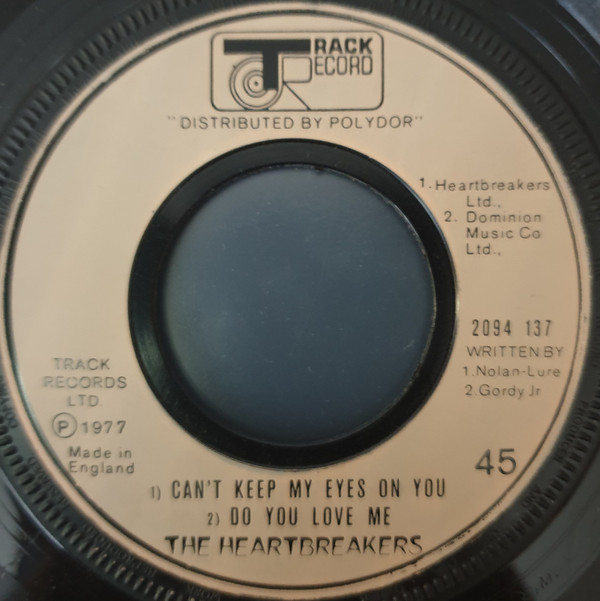 TRACK
RECORD
"DISTRIBUTED BY POLYDOR"
1. Heartbreakers
Ltd.,
2. Dominion
Music Co
Ltd.,
2094 137
WRITTEN BY
1. Nolan-Lure
2. Gordy Jr
TRACK
RECORDS
LTD.
Ⓟ 1977
Made in
England
45
1) CAN'T KEEP MY EYES ON YOU
2) DO YOU LOVE ME
THE HEARTBREAKERS